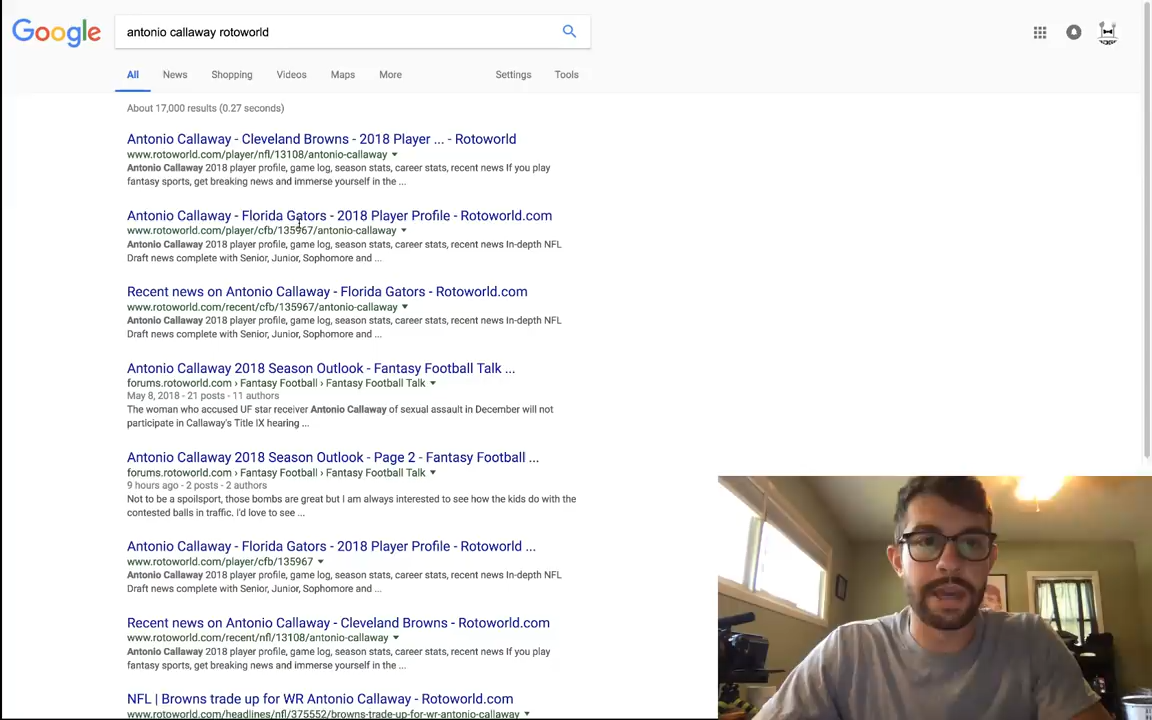 Google
antonio callaway rotoworld
All News Shopping Videos Maps More Settings Tools
About 17,000 results (0.27 seconds)
Antonio Callaway - Cleveland Browns - 2018 Player ... - Rotoworld
www.rotoworld.com/player/nfl/13108/antonio-callaway
Antonio Callaway 2018 player profile, game log, season stats, career stats, recent news If you play
fantasy sports, get breaking news and immerse yourself in the ...
Antonio Callaway - Florida Gators - 2018 Player Profile - Rotoworld.com
www.rotoworld.com/player/cfb/135967/antonio-callaway
Antonio Callaway 2018 player profile, game log, season stats, career stats, recent news In-depth NFL
Draft news complete with Senior, Junior, Sophomore and ...
Recent news on Antonio Callaway - Florida Gators - Rotoworld.com
www.rotoworld.com/recent/cfb/135967/antonio-callaway
Antonio Callaway 2018 player profile, game log, season stats, career stats, recent news In-depth NFL
Draft news complete with Senior, Junior, Sophomore and ...
Antonio Callaway 2018 Season Outlook - Fantasy Football Talk ...
forums.rotoworld.com › Fantasy Football › Fantasy Football Talk
May 8, 2018 - 21 posts - 11 authors
The woman who accused UF star receiver Antonio Callaway of sexual assault in December will not
participate in Callaway's Title IX hearing ...
Antonio Callaway 2018 Season Outlook - Page 2 - Fantasy Football ...
forums.rotoworld.com › Fantasy Football › Fantasy Football Talk
9 hours ago - 2 posts - 2 authors
Not to be a spoilsport, those bombs are great but I am always interested to see how the kids do with the
contested balls in traffic. I'd love to see ...
Antonio Callaway - Florida Gators - 2018 Player Profile - Rotoworld ...
www.rotoworld.com/player/cfb/135967
Antonio Callaway 2018 player profile, game log, season stats, career stats, recent news In-depth NFL
Draft news complete with Senior, Junior, Sophomore and ...
Recent news on Antonio Callaway - Cleveland Browns - Rotoworld.com
www.rotoworld.com/recent/nfl/13108/antonio-callaway
Antonio Callaway 2018 player profile, game log, season stats, career stats, recent news If you play
fantasy sports, get breaking news and immerse yourself in the ...
NFL | Browns trade up for WR Antonio Callaway - Rotoworld.com
www.rotoworld.com/headlines/nfl/375552/browns-trade-up-for-wr-antonio-callaway